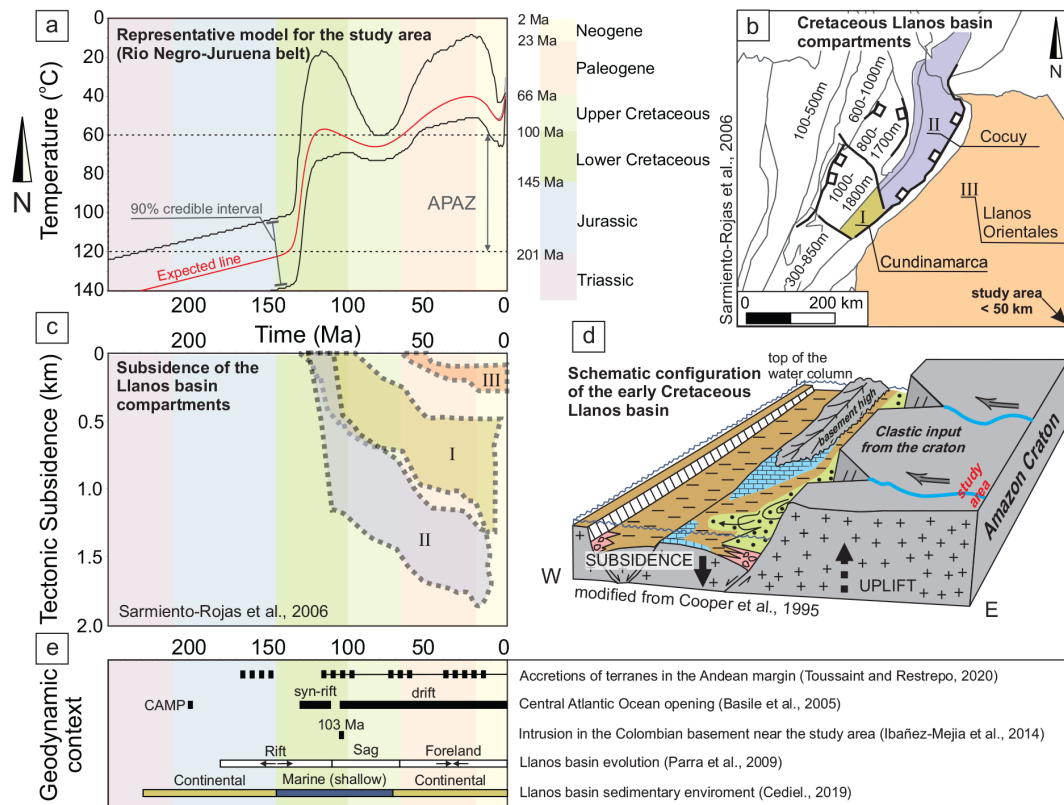 a
Representative model for the study area
(Rio Negro-Juruena belt)
0
20
40
60
80
100
120
140
Temperature (°C)
N
90% credible interval
Expected line
APAZ
200
150
100
50
0
Time (Ma)
2 Ma
23 Ma
66 Ma
100 Ma
145 Ma
201 Ma
Neogene
Paleogene
Upper Cretaceous
Lower Cretaceous
Jurassic
Triassic
b
Cretaceous Llanos basin
compartments
N
Sarmiento-Rojas et al., 2006
100-500m
600-1000m
800-
1700m
1000-
1800m
300-850m
I
II
III
Cocuy
Llanos
Orientales
Cundinamarca
0
200 km
study area
< 50 km
c
Subsidence of the
Llanos basin
compartments
0
0.5
1.0
1.5
2.0
Tectonic Subsidence (km)
III
I
II
Sarmiento-Rojas et al., 2006
200
150
100
50
0
d
Schematic configuration
of the early Cretaceous
Llanos basin
top of the
water column
basement high
Clastic input
from the craton
study
area
Amazon Craton
SUBSIDENCE
UPLIFT
W
E
modified from Cooper et al., 1995
e
Geodynamic
context
Accretions of terranes in the Andean margin (Toussaint and Restrepo, 2020)
CAMP
syn-rift
drift
Central Atlantic Ocean opening (Basile et al., 2005)
103 Ma
Intrusion in the Colombian basement near the study area (Ibañez-Mejia et al., 2014)
Rift
Sag
Foreland
Llanos basin evolution (Parra et al., 2009)
Continental
Marine (shallow)
Continental
Llanos basin sedimentary enviroment (Cediel., 2019)